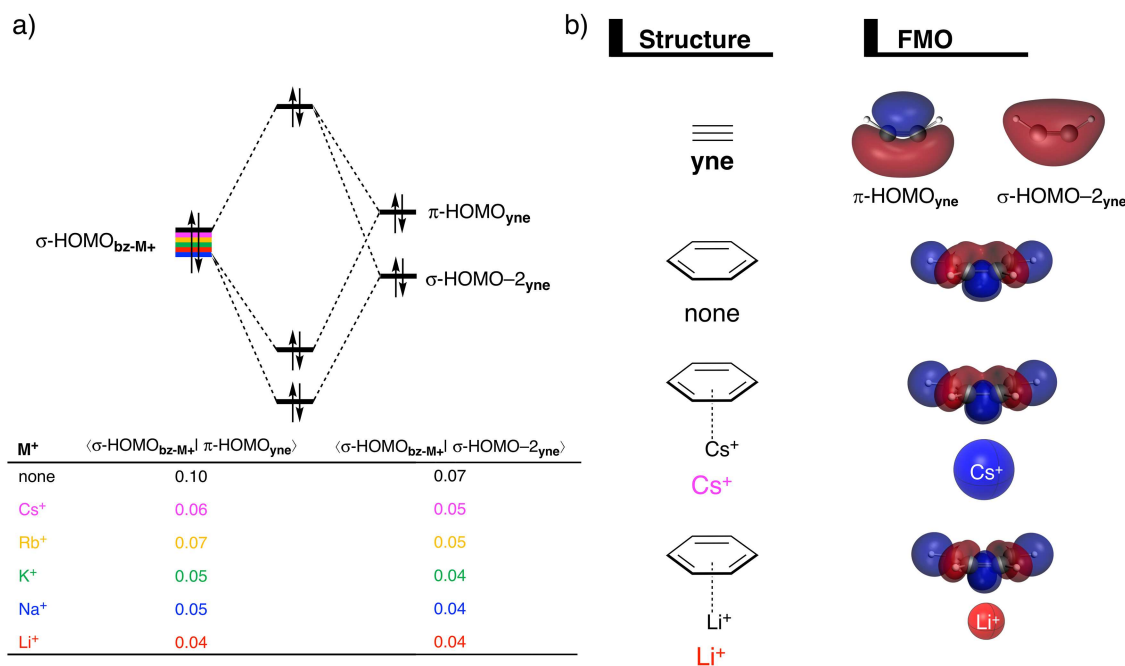 a)
σ-HOMObz-M+
π-HOMOyne
σ-HOMO–2yne
M⁺ ⟨σ-HOMObz-M+| π-HOMOyne⟩ ⟨σ-HOMObz-M+| σ-HOMO–2yne⟩
none 0.10 0.07
Cs⁺ 0.06 0.05
Rb⁺ 0.07 0.05
K⁺ 0.05 0.04
Na⁺ 0.05 0.04
Li⁺ 0.04 0.04
b)
Structure FMO
yne
π-HOMOyne σ-HOMO–2yne
none
Cs⁺
Cs⁺
Cs⁺
Li⁺
Li⁺
Li⁺